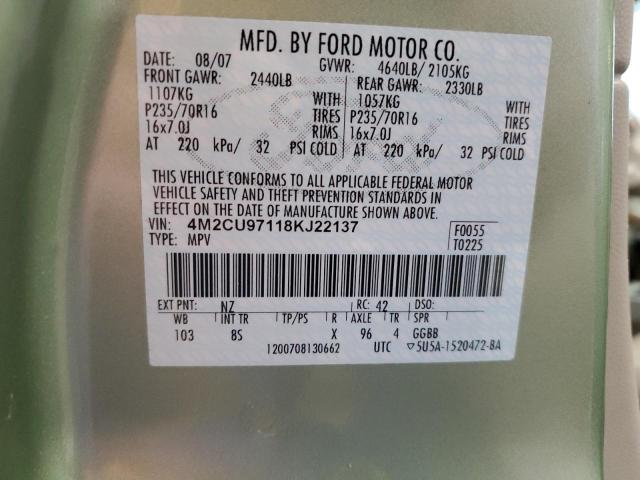 MFD. BY FORD MOTOR CO.
DATE: 08/07 GVWR: 4640LB/ 2105KG
FRONT GAWR: 2440LB REAR GAWR: 2330LB
1107KG WITH 1057KG WITH
P235/70R16 TIRES P235/70R16 TIRES
16x7.0J RIMS 16x7.0J RIMS
AT 220 kPa/ 32 PSI COLD AT 220 kPa/ 32 PSI COLD
THIS VEHICLE CONFORMS TO ALL APPLICABLE FEDERAL MOTOR
VEHICLE SAFETY AND THEFT PREVENTION STANDARDS IN
EFFECT ON THE DATE OF MANUFACTURE SHOWN ABOVE.
VIN: 4M2CU97118KJ22137 F0055
TYPE: MPV T0225
EXT PNT: NZ RC: 42 DSO:
WB INT TR TP/PS R AXLE TR SPR
103 8S X 96 4 GGBB
1200708130662 UTC ▽5U5A-1520472-BA